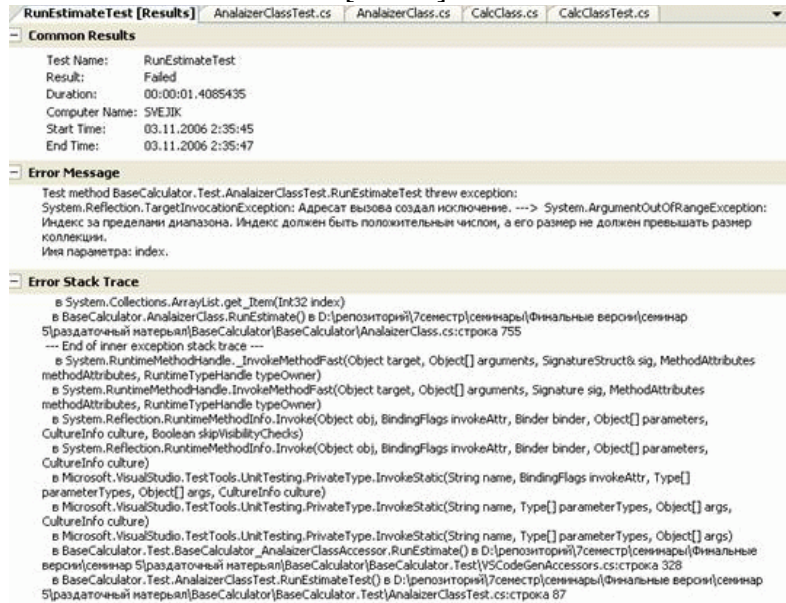 RunEstimateTest [Results] AnalaizerClassTest.cs AnalaizerClass.cs CalcClass.cs CalcClassTest.cs
Common Results
Test Name: RunEstimateTest
Result: Failed
Duration: 00:00:01.4085435
Computer Name: SVEJIK
Start Time: 03.11.2006 2:35:45
End Time: 03.11.2006 2:35:47
Error Message
Test method BaseCalculator.Test.AnalaizerClassTest.RunEstimateTest threw exception:
System.Reflection.TargetInvocationException: Адресат вызова создал исключение. ---> System.ArgumentOutOfRangeException:
Индекс за пределами диапазона. Индекс должен быть положительным числом, а его размер не должен превышать размер
коллекции.
Имя параметра: index.
Error Stack Trace
в System.Collections.ArrayList.get_Item(Int32 index)
в BaseCalculator.AnalaizerClass.RunEstimate() в D:\репозиторий\7семестр\семинары\Финальные версии\семинар
5\раздаточный матерьял\BaseCalculator\BaseCalculator\AnalaizerClass.cs:строка 755
--- End of inner exception stack trace ---
в System.RuntimeMethodHandle._InvokeMethodFast(Object target, Object[] arguments, SignatureStruct& sig, MethodAttributes
methodAttributes, RuntimeTypeHandle typeOwner)
в System.RuntimeMethodHandle.InvokeMethodFast(Object target, Object[] arguments, Signature sig, MethodAttributes
methodAttributes, RuntimeTypeHandle typeOwner)
в System.Reflection.RuntimeMethodInfo.Invoke(Object obj, BindingFlags invokeAttr, Binder binder, Object[] parameters,
CultureInfo culture, Boolean skipVisibilityChecks)
в System.Reflection.RuntimeMethodInfo.Invoke(Object obj, BindingFlags invokeAttr, Binder binder, Object[] parameters,
CultureInfo culture)
в Microsoft.VisualStudio.TestTools.UnitTesting.PrivateType.InvokeStatic(String name, BindingFlags invokeAttr, Type[]
parameterTypes, Object[] args, CultureInfo culture)
в Microsoft.VisualStudio.TestTools.UnitTesting.PrivateType.InvokeStatic(String name, Type[] parameterTypes, Object[] args,
CultureInfo culture)
в Microsoft.VisualStudio.TestTools.UnitTesting.PrivateType.InvokeStatic(String name, Type[] parameterTypes, Object[] args)
в BaseCalculator.Test.BaseCalculator_AnalaizerClassAccessor.RunEstimate() в D:\репозиторий\7семестр\семинары\Финальные
версии\семинар 5\раздаточный матерьял\BaseCalculator\BaseCalculator.Test\VSCodeGenAccessors.cs:строка 328
в BaseCalculator.Test.AnalaizerClassTest.RunEstimateTest() в D:\репозиторий\7семестр\семинары\Финальные версии\семинар
5\раздаточный матерьял\BaseCalculator\BaseCalculator.Test\AnalaizerClassTest.cs:строка 87